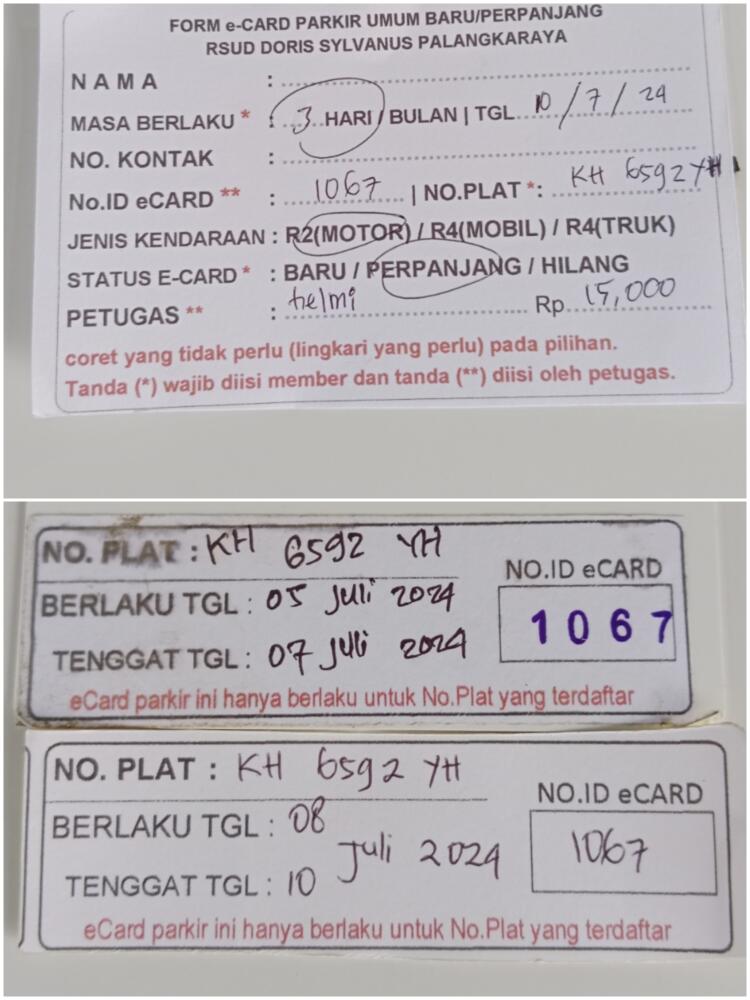 FORM e-CARD PARKIR UMUM BARU/PERPANJANG
RSUD DORIS SYLVANUS PALANGKARAYA
NAMA :
MASA BERLAKU * : 3 HARI / BULAN | TGL 10 / 7 / 24
NO. KONTAK :
No.ID eCARD ** : 1067 | NO.PLAT *: KH 6592 YH
JENIS KENDARAAN : R2(MOTOR) / R4(MOBIL) / R4(TRUK)
STATUS E-CARD * : BARU / PERPANJANG / HILANG
PETUGAS ** : helmi Rp. 15,000
coret yang tidak perlu (lingkari yang perlu) pada pilihan.
Tanda (*) wajib diisi member dan tanda (**) diisi oleh petugas.
NO. PLAT : KH 6592 YH
BERLAKU TGL : 05 Juli 2024
TENGGAT TGL : 07 Juli 2024
NO.ID eCARD
1067
eCard parkir ini hanya berlaku untuk No.Plat yang terdaftar
NO. PLAT : KH 6592 YH
BERLAKU TGL : 08
Juli 2024
TENGGAT TGL : 10
NO.ID eCARD
1067
eCard parkir ini hanya berlaku untuk No.Plat yang terdaftar